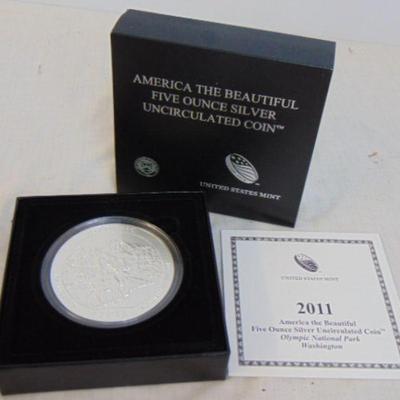 AMERICA THE BEAUTIFUL
FIVE OUNCE SILVER
UNCIRCULATED COIN™
UNITED STATES MINT
UNITED STATES MINT
2011
America the Beautiful
Five Ounce Silver Uncirculated Coin™
Olympic National Park
Washington